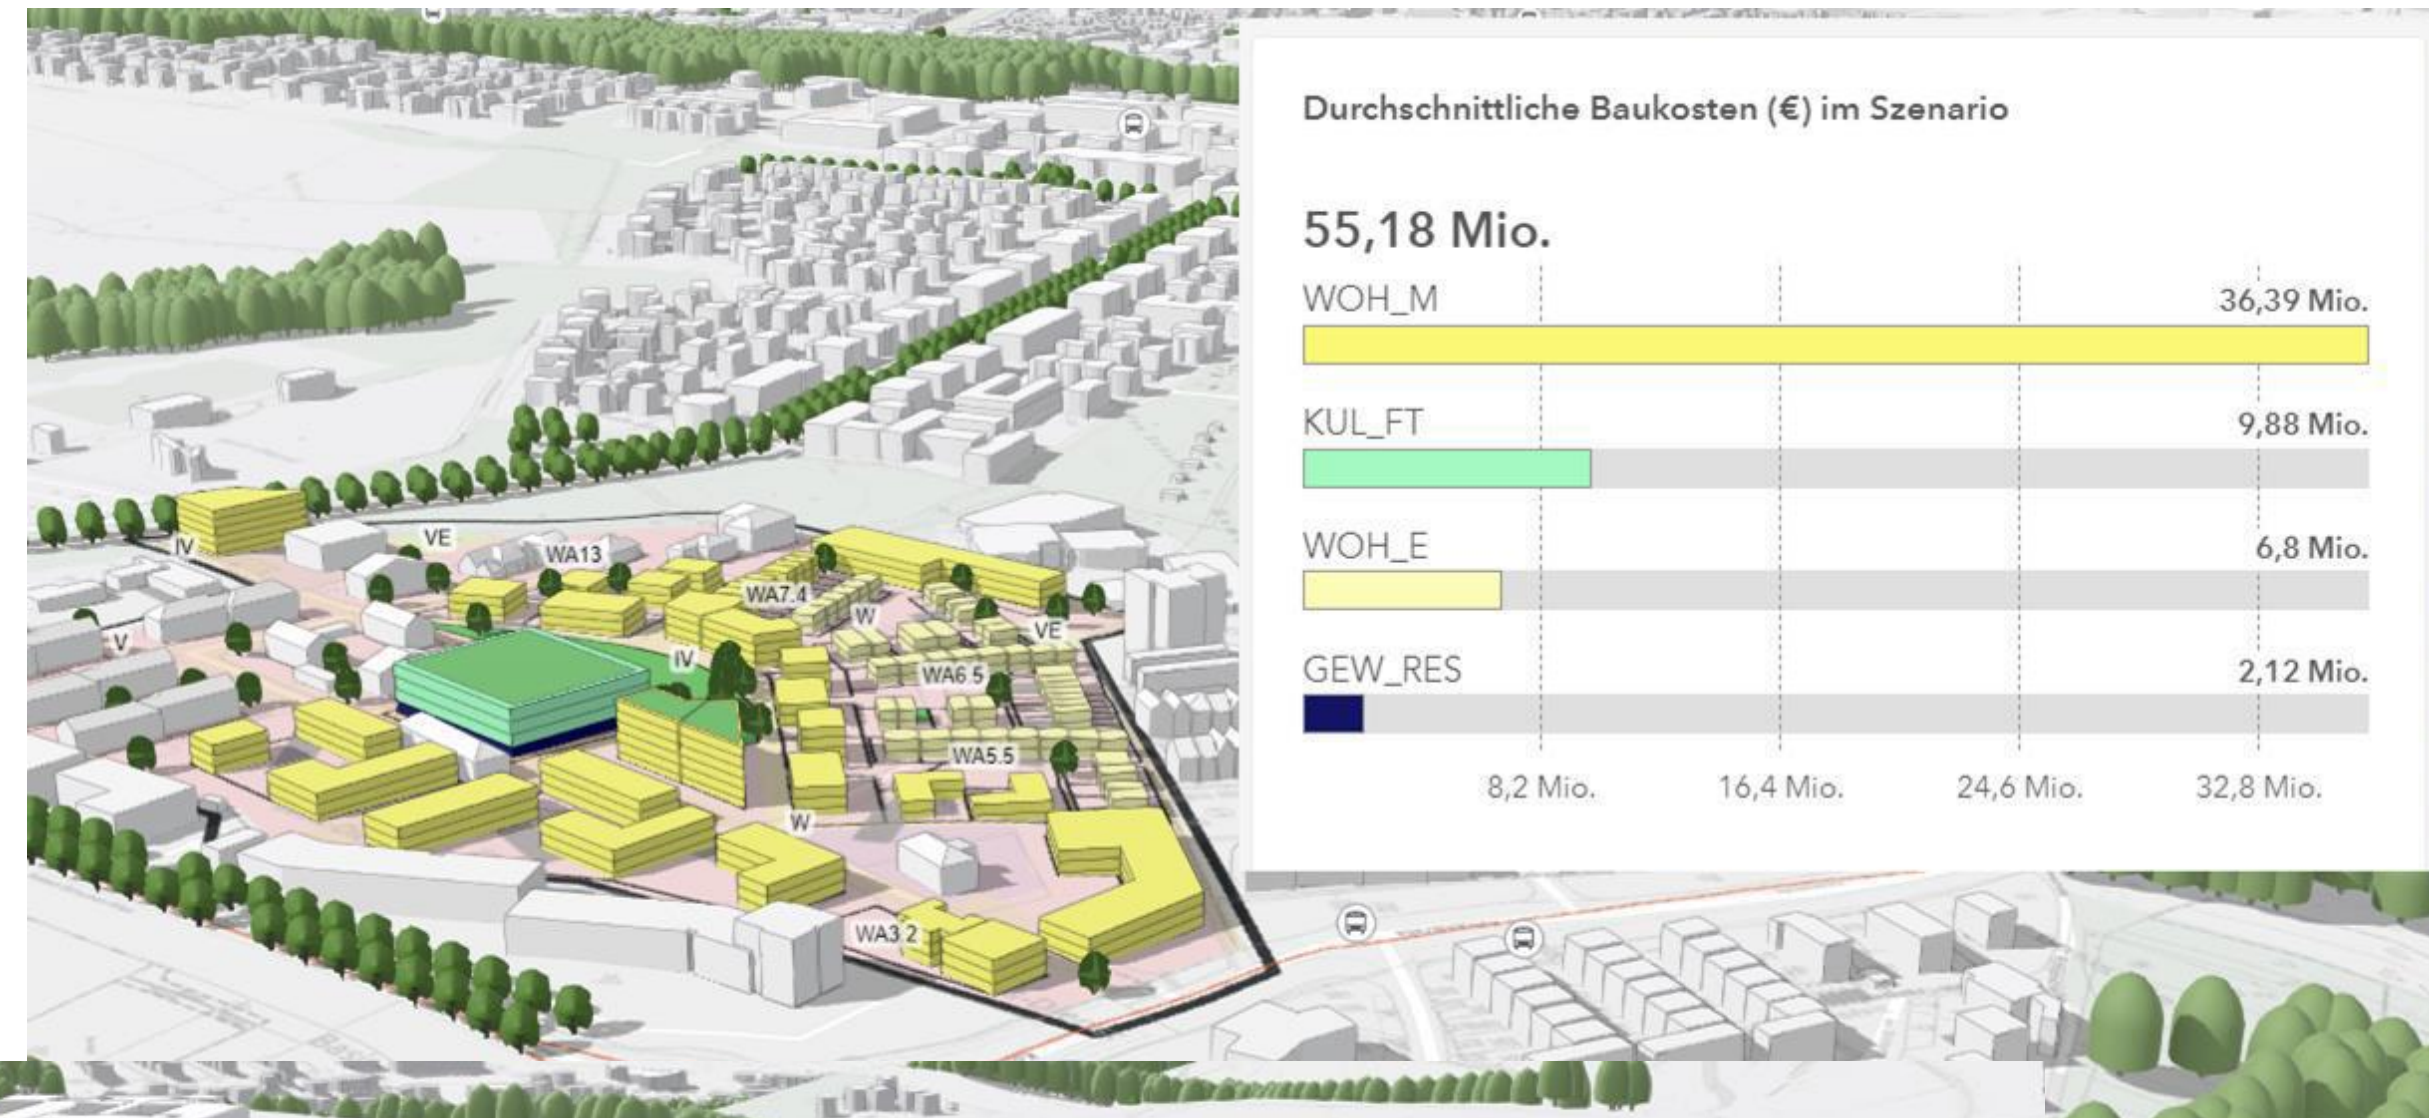 Durchschnittliche Baukosten (€) im Szenario
55,18 Mio.
WOH_M
36,39 Mio.
KUL_FT
9,88 Mio.
WOH_E
6,8 Mio.
GEW_RES
2,12 Mio.
8,2 Mio.
16,4 Mio.
24,6 Mio.
32,8 Mio.
IV
VE
WA13
WA7.4
W
VE
V
IV
WA6.5
WA5.5
W
WA3.2